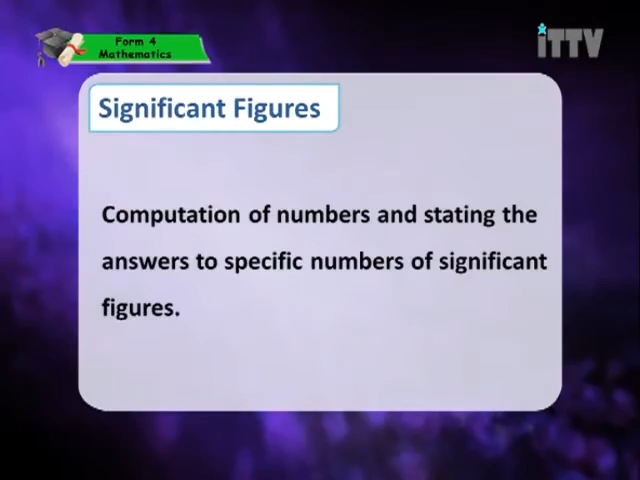 Form 4
Mathematics
iTTV
Significant Figures
Computation of numbers and stating the
answers to specific numbers of significant
figures.